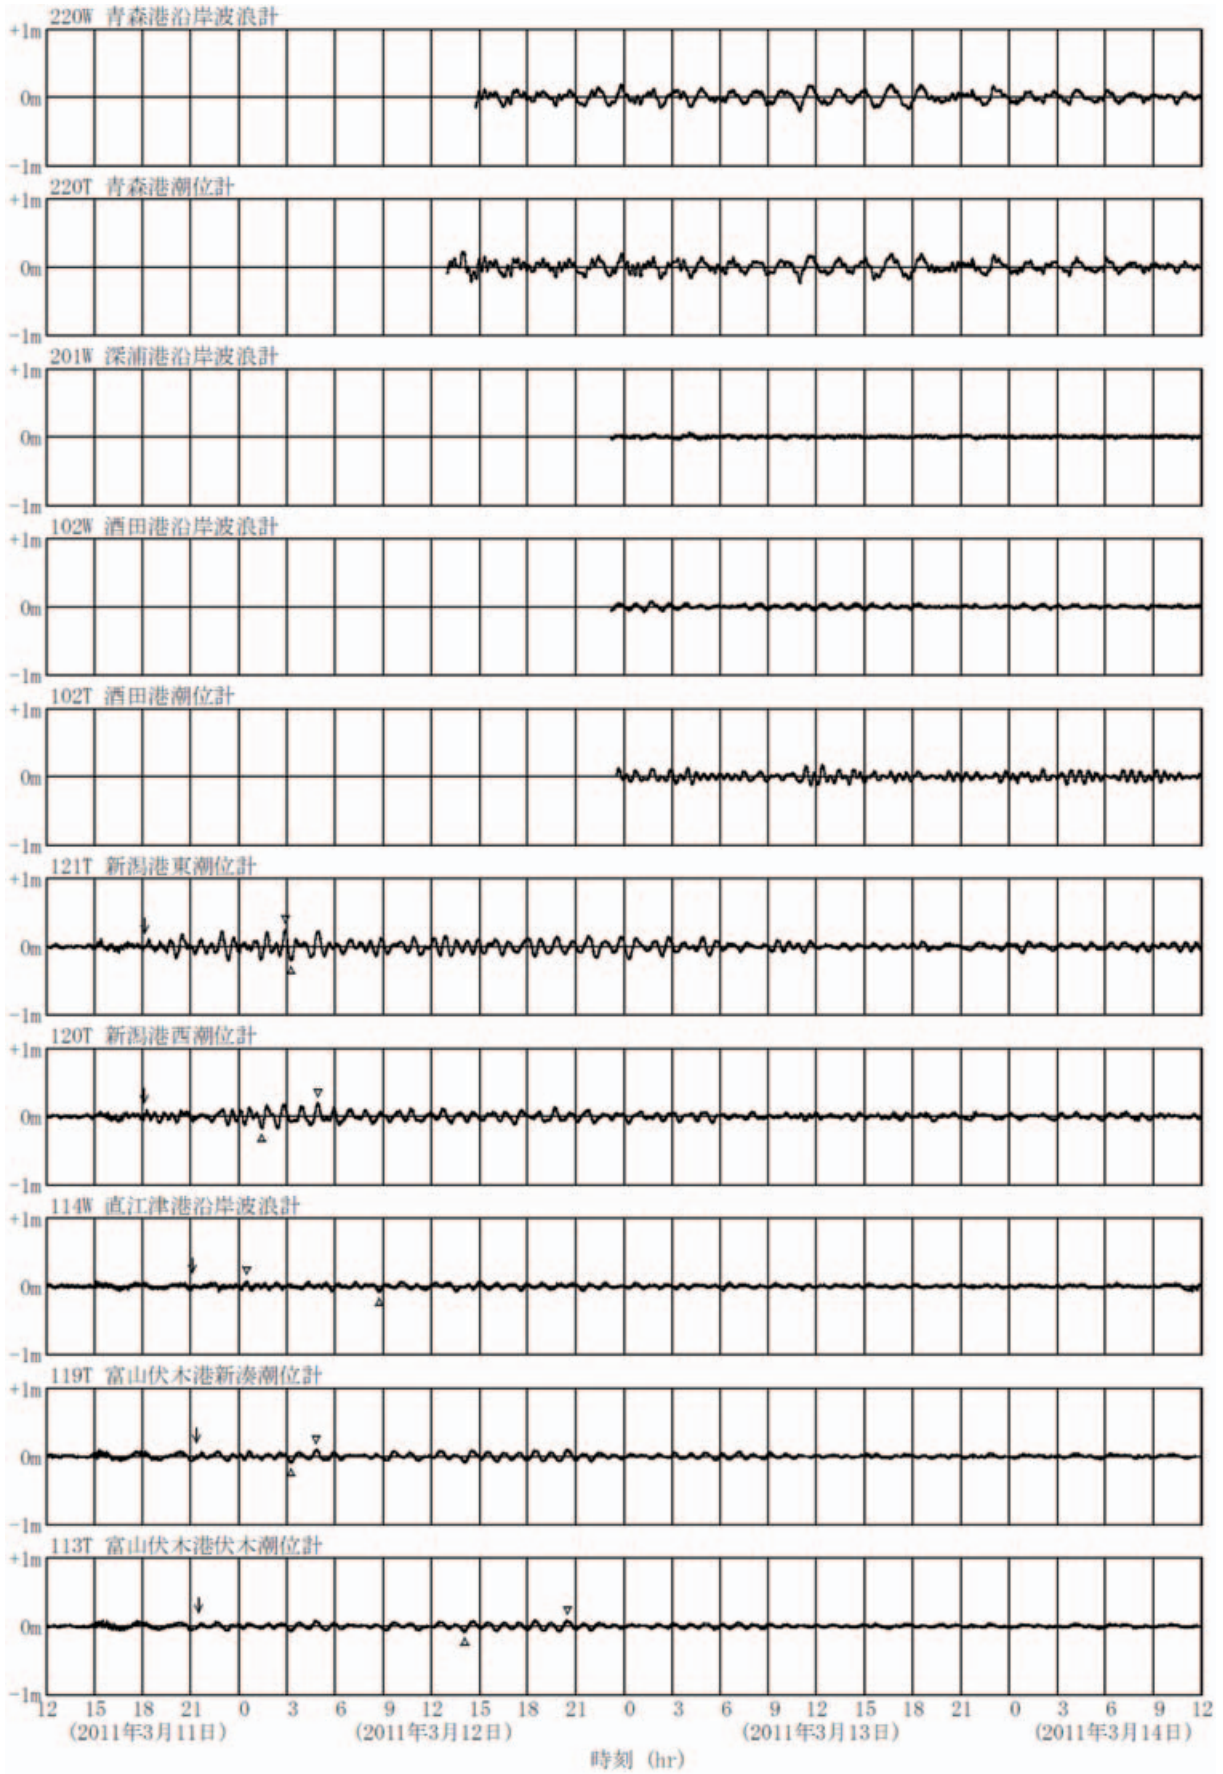 220W 青森港沿岸波浪計
+1m
0m
-1m
220T 青森港潮位計
+1m
0m
-1m
201W 深浦港沿岸波浪計
+1m
0m
-1m
102W 酒田港沿岸波浪計
+1m
0m
-1m
102T 酒田港潮位計
+1m
0m
-1m
121T 新潟港東潮位計
+1m
0m
-1m
120T 新潟港西潮位計
+1m
0m
-1m
114W 直江津港沿岸波浪計
+1m
0m
-1m
119T 富山伏木港新湊潮位計
+1m
0m
-1m
113T 富山伏木港伏木潮位計
+1m
0m
-1m
12 15 18 21 0 3 6 9 12 15 18 21 0 3 6 9 12 15 18 21 0 3 6 9 12
(2011年3月11日) (2011年3月12日) (2011年3月13日) (2011年3月14日)
時刻 (hr)